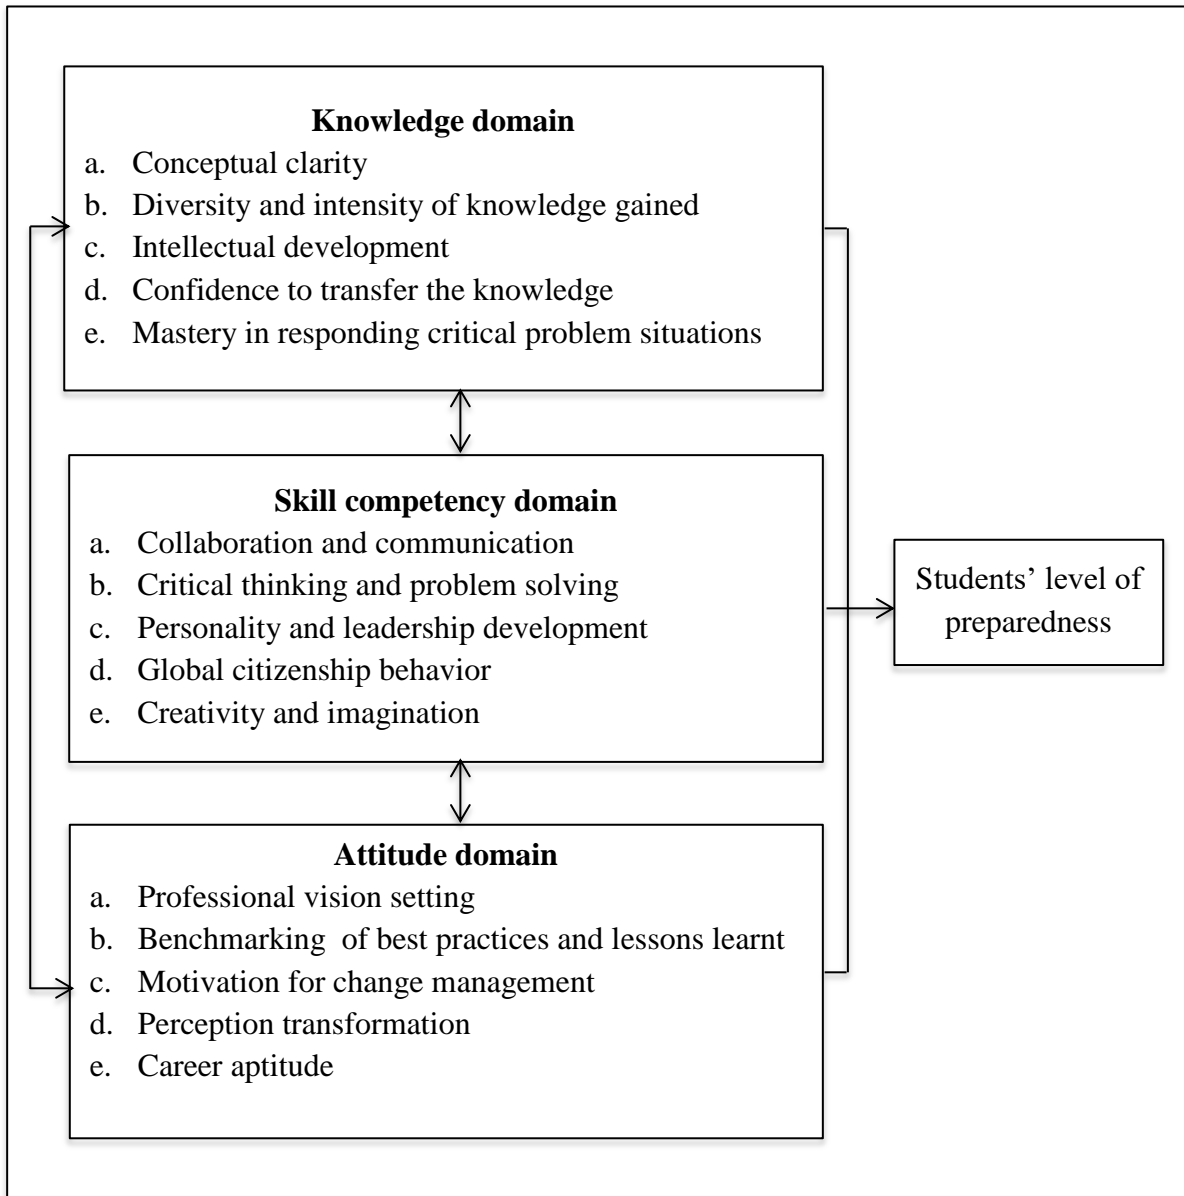 Knowledge domain
a. Conceptual clarity
b. Diversity and intensity of knowledge gained
c. Intellectual development
d. Confidence to transfer the knowledge
e. Mastery in responding critical problem situations
Skill competency domain
a. Collaboration and communication
b. Critical thinking and problem solving
c. Personality and leadership development
d. Global citizenship behavior
e. Creativity and imagination
Students’ level of
preparedness
Attitude domain
a. Professional vision setting
b. Benchmarking  of best practices and lessons learnt
c. Motivation for change management
d. Perception transformation
e. Career aptitude